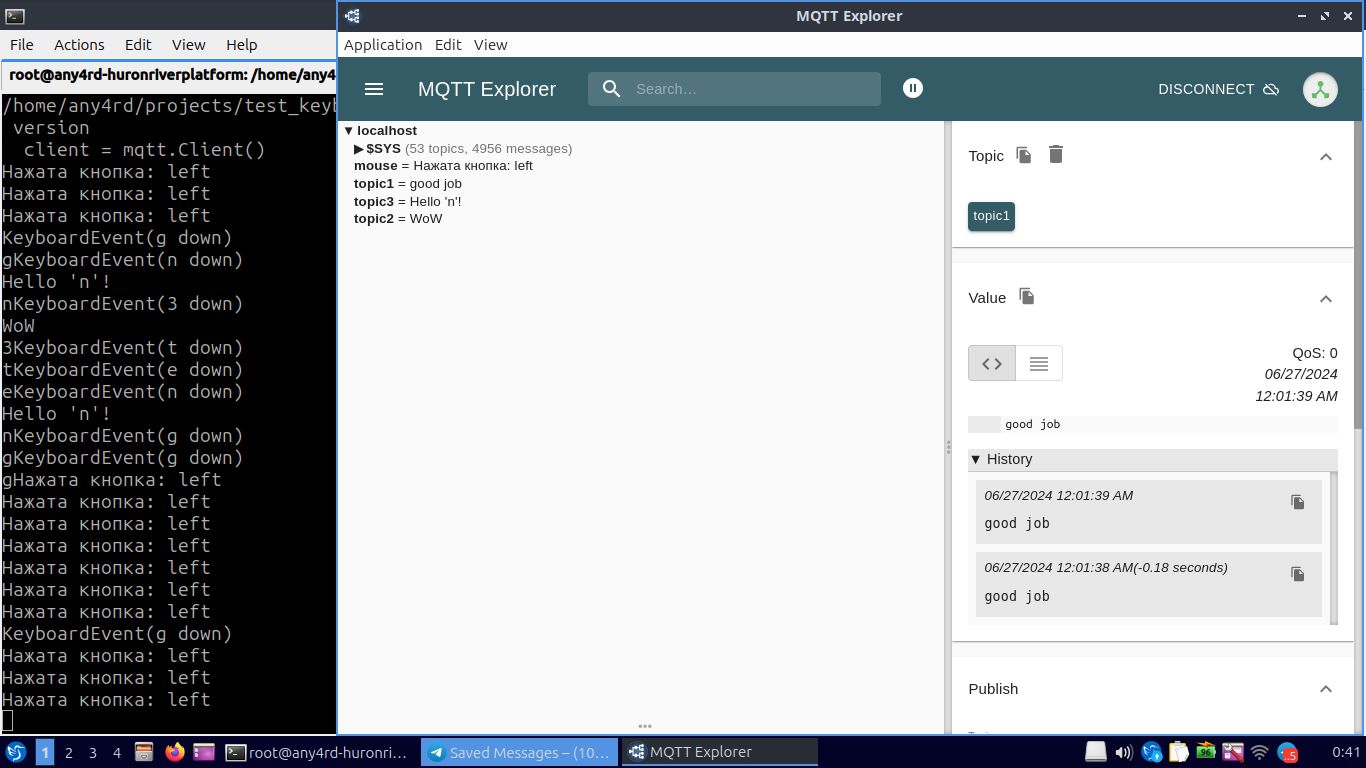 MQTT Explorer
File Actions Edit View Help
Application Edit View
root@any4rd-huronriverplatform: /home/any4
/home/any4rd/projects/test_keyb
version
client = mqtt.Client()
Нажата кнопка: left
Нажата кнопка: left
Нажата кнопка: left
KeyboardEvent(g down)
gKeyboardEvent(n down)
Hello 'n'!
nKeyboardEvent(3 down)
WoW
3KeyboardEvent(t down)
tKeyboardEvent(e down)
eKeyboardEvent(n down)
Hello 'n'!
nKeyboardEvent(g down)
gKeyboardEvent(g down)
gНажата кнопка: left
Нажата кнопка: left
Нажата кнопка: left
Нажата кнопка: left
Нажата кнопка: left
Нажата кнопка: left
Нажата кнопка: left
KeyboardEvent(g down)
Нажата кнопка: left
Нажата кнопка: left
Нажата кнопка: left
MQTT Explorer
Search…
DISCONNECT
▼ localhost
▶ $SYS (53 topics, 4956 messages)
mouse = Нажата кнопка: left
topic1 = good job
topic3 = Hello 'n'!
topic2 = WoW
Topic
topic1
Value
QoS: 0
06/27/2024
12:01:39 AM
good job
▼ History
06/27/2024 12:01:39 AM
good job
06/27/2024 12:01:38 AM(-0.18 seconds)
good job
Publish
1 2 3 4 root@any4rd-huronri… Saved Messages – (10… MQTT Explorer 96 0:41